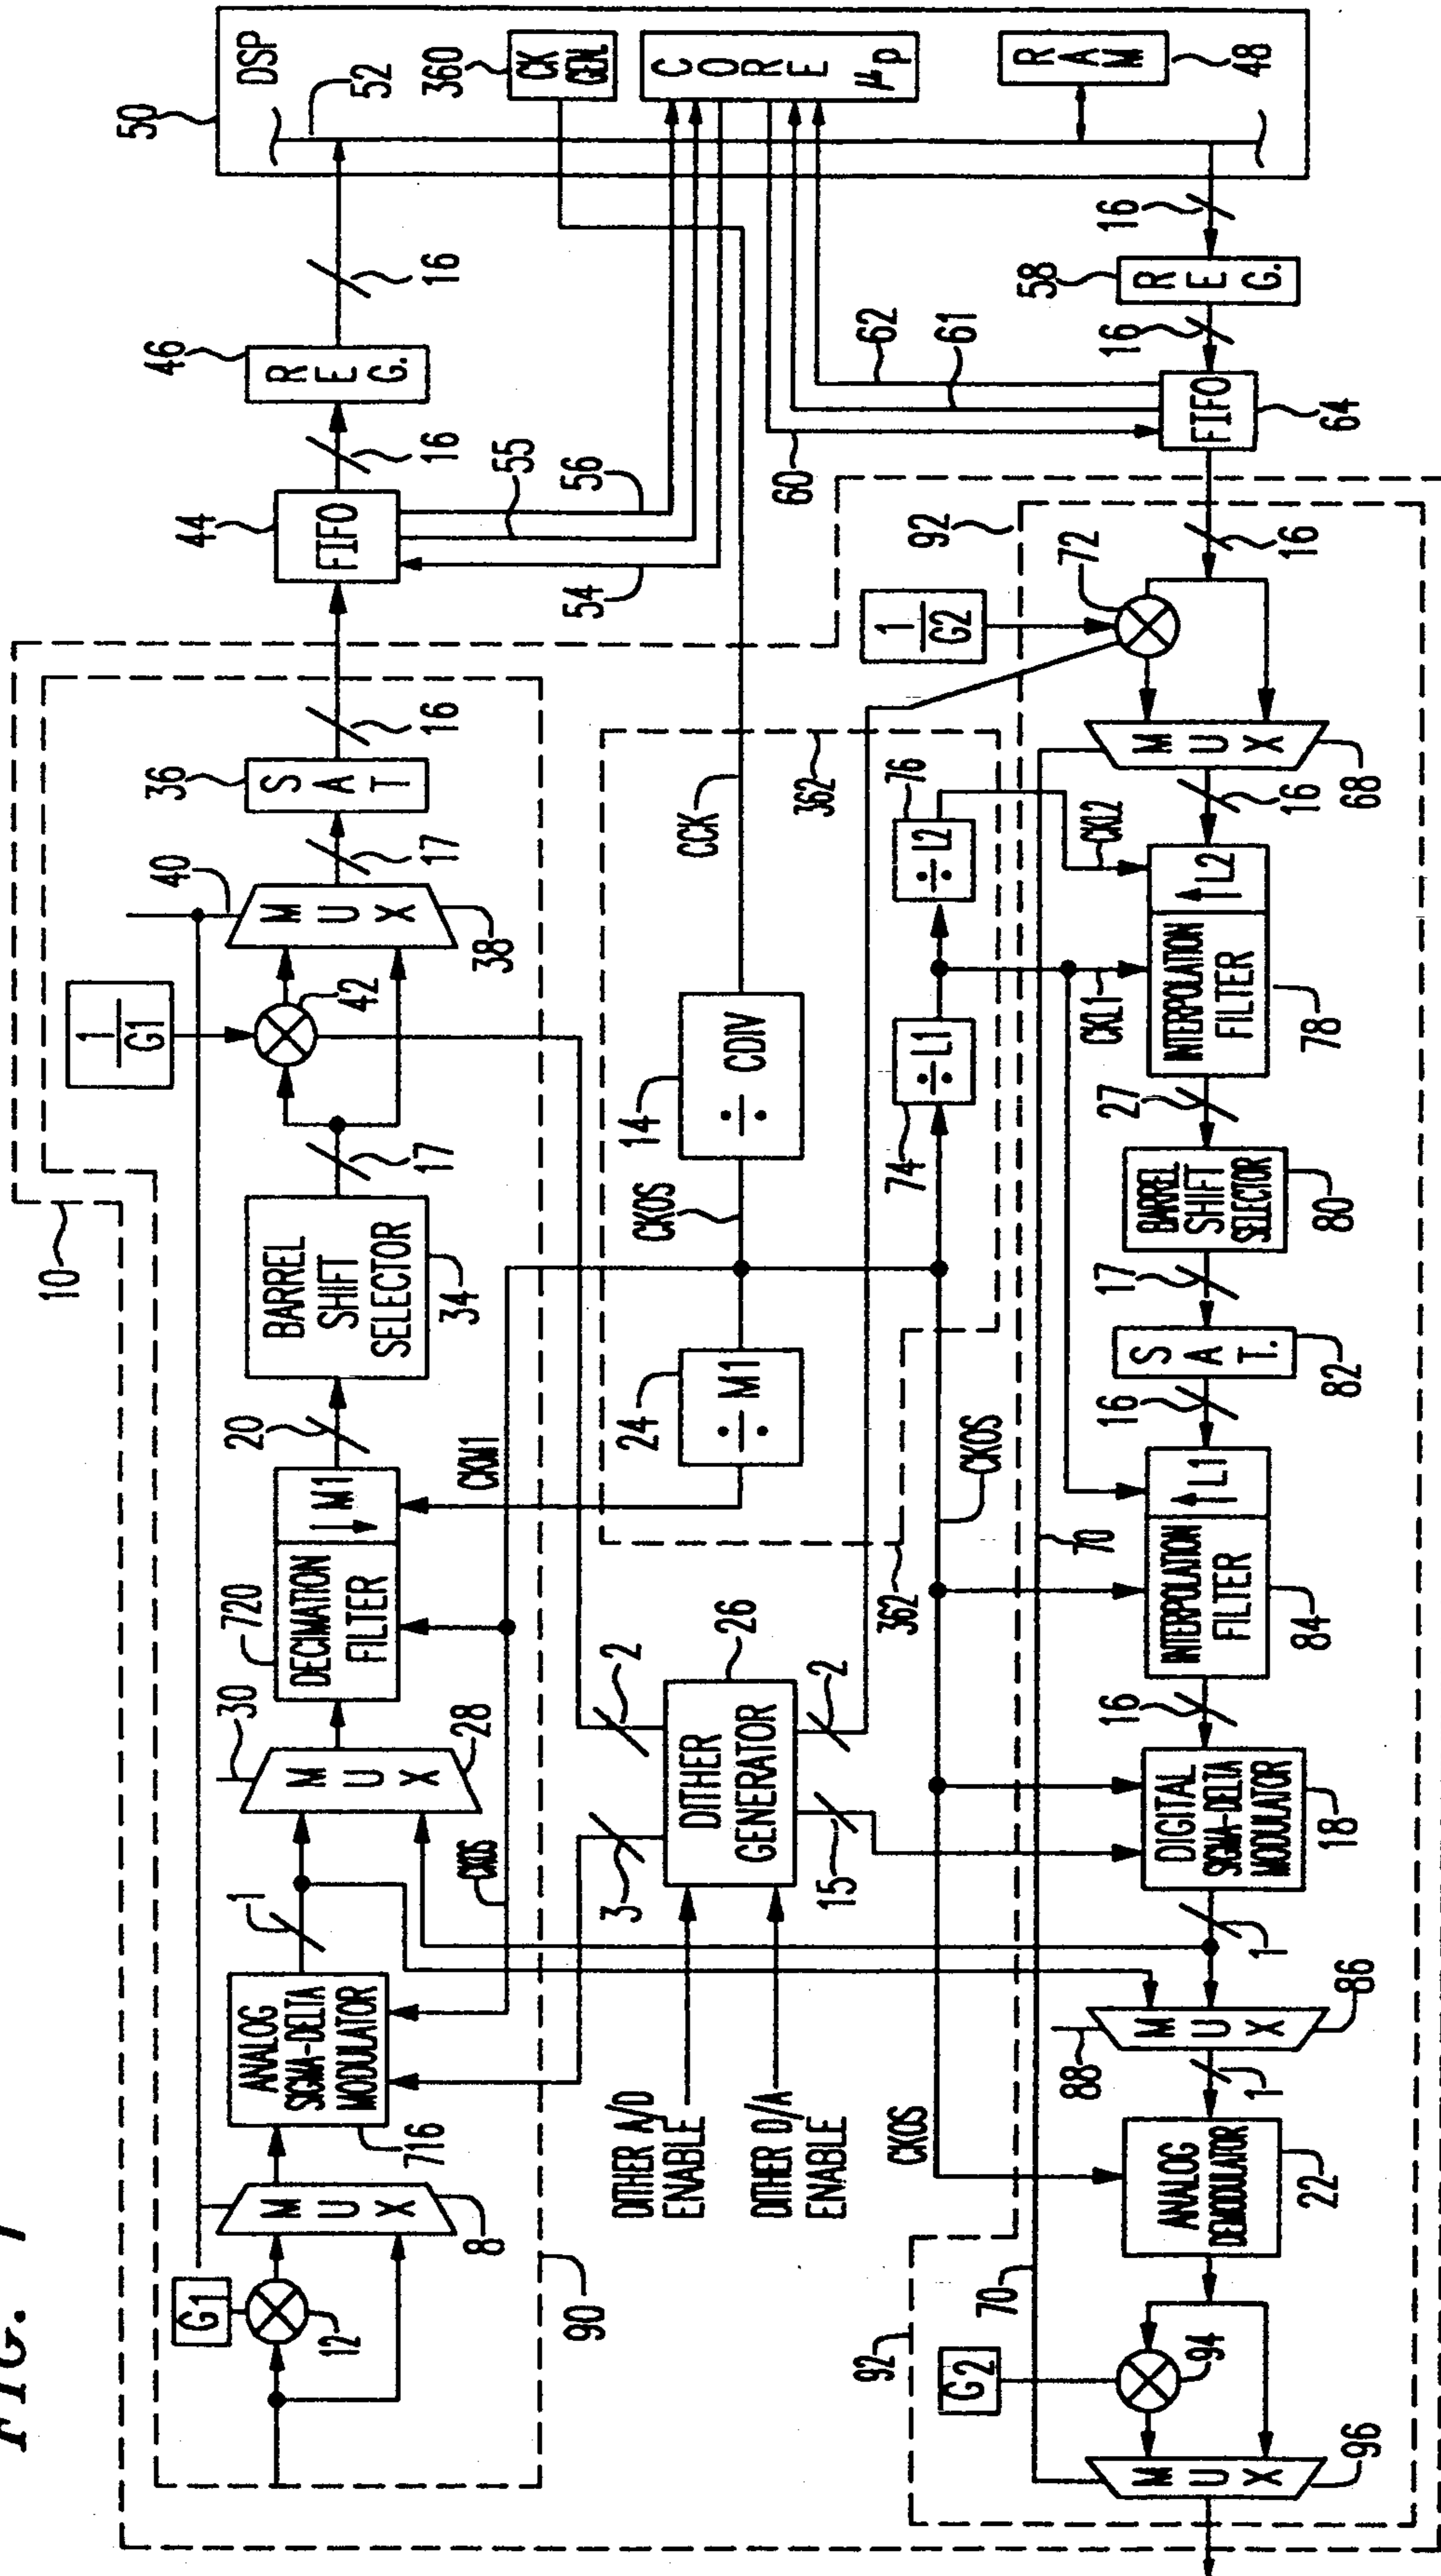 FIG. 1
10
50
DSP
52
360
CK
GEN.
CORE
μP
RAM
48
46
REG.
16
16
44
FIFO
55
56
54
36
SAT
16
17
40
MUX
38
1
G1
42
17
BARREL
SHIFT
SELECTOR
34
20
M1
DECIMATION
FILTER
720
CKM1
30
MUX
28
1
ANALOG
SIGMA-DELTA
MODULATOR
716
MUX
8
G1
12
90
CKOS
3
2
DITHER
GENERATOR
26
15
2
DITHER A/D
ENABLE
DITHER D/A
ENABLE
24
÷ M1
CKOS
14
÷ CDIV
CCK
362
362
74
÷L1
76
÷L2
CKOS
CKOS
60
61
62
16
58
REG.
16
FIFO
64
16
92
72
1
G2
MUX
68
16
CKL2
CKL1
L2
INTERPOLATION
FILTER
78
27
BARREL
SHIFT
SELECTOR
80
17
SAT.
82
16
L1
INTERPOLATION
FILTER
84
70
16
DIGITAL
SIGMA-DELTA
MODULATOR
18
1
MUX
86
88
1
ANALOG
DEMODULATOR
22
70
92
G2
94
MUX
96